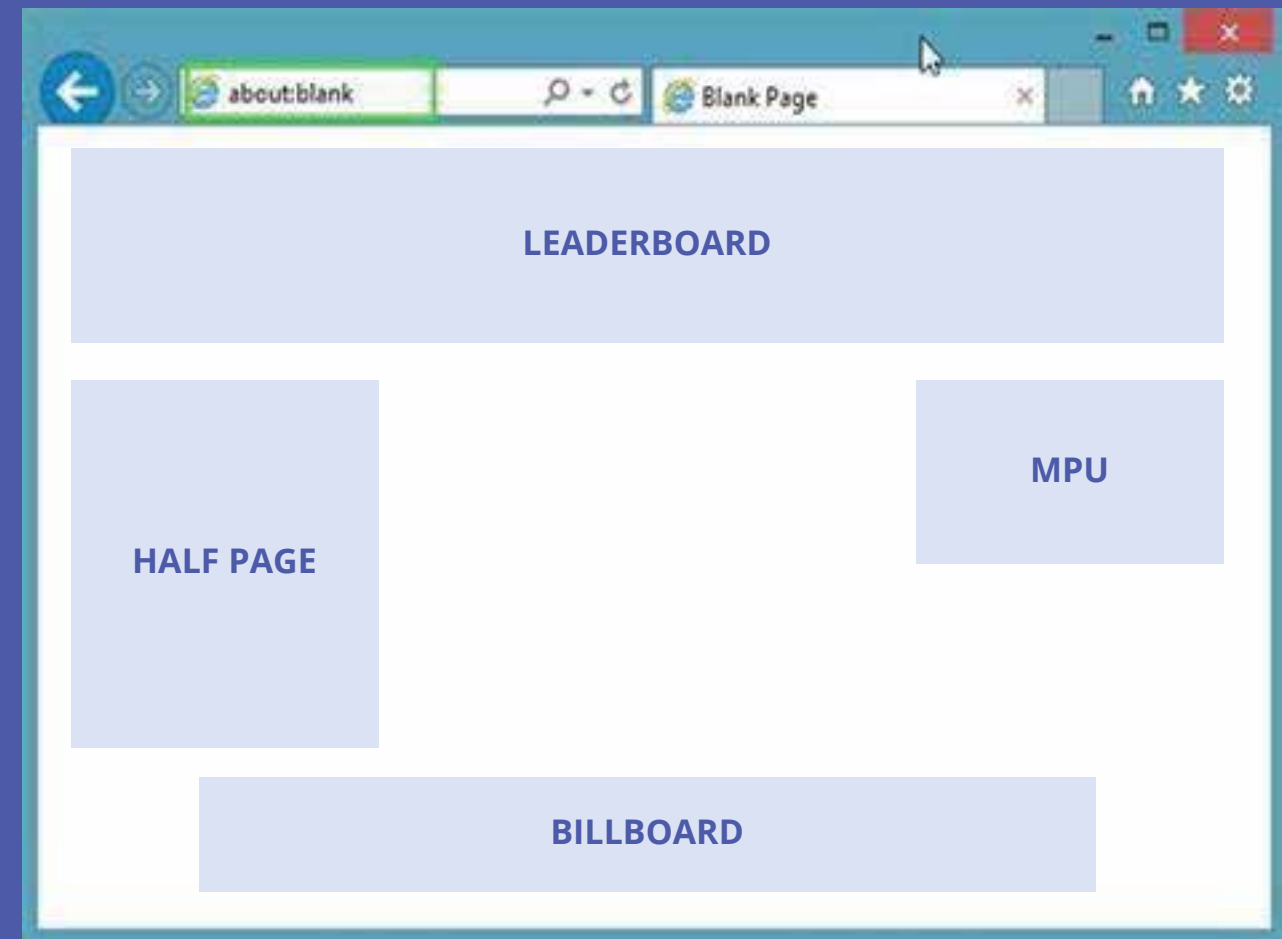 about:blank
Blank Page
LEADERBOARD
HALF PAGE
MPU
BILLBOARD